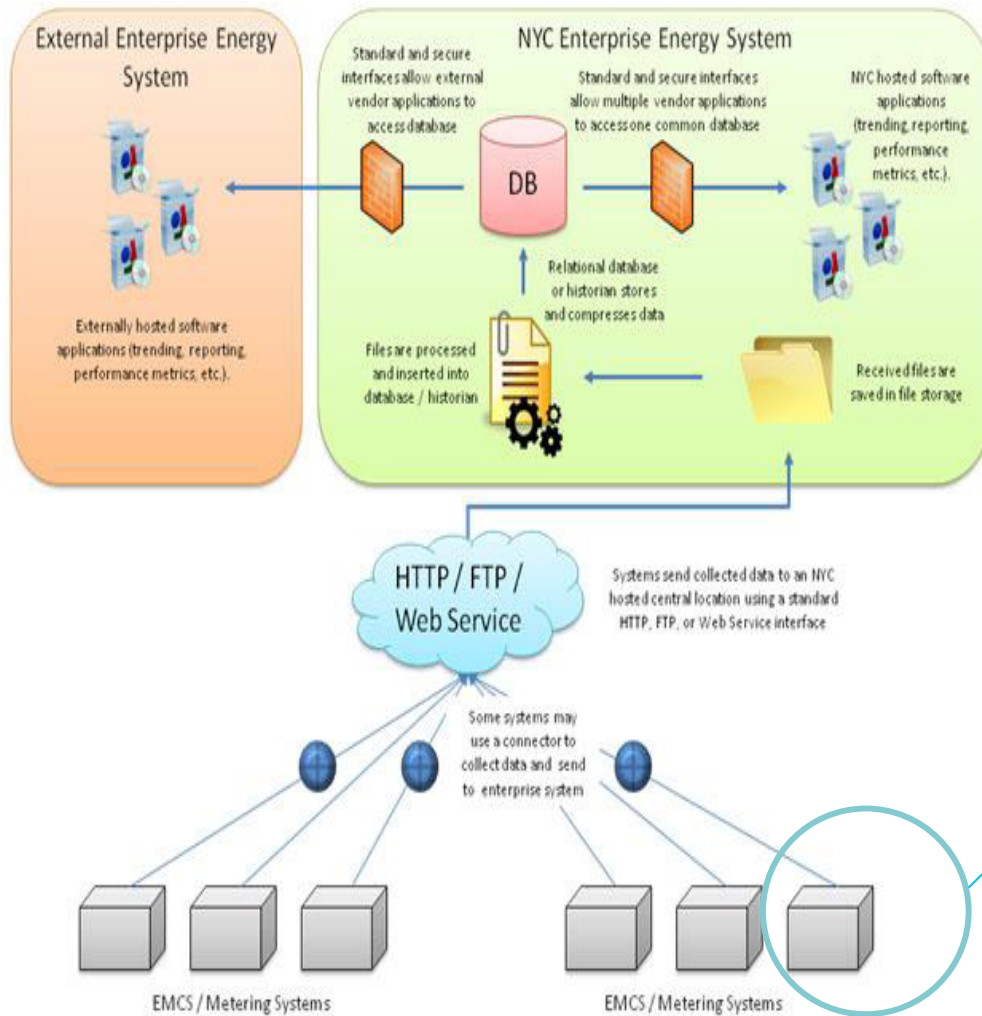 External Enterprise Energy
System
NYC Enterprise Energy System
Standard and secure
interfaces allow external
vendor applications to
access database
Standard and secure interfaces
allow multiple vendor applications
to access one common database
NYC hosted software
applications
(trending, reporting,
performance
metrics, etc.).
DB
Relational database
or historian stores
and compresses data
Externally hosted software
applications (trending, reporting,
performance metrics, etc.).
Files are processed
and inserted into
database / historian
Received files are
saved in file storage
HTTP / FTP /
Web Service
Systems send collected data to an NYC
hosted central location using a standard
HTTP, FTP, or Web Service interface
Some systems may
use a connector to
collect data and send
to enterprise system
EMCS / Metering Systems
EMCS / Metering Systems